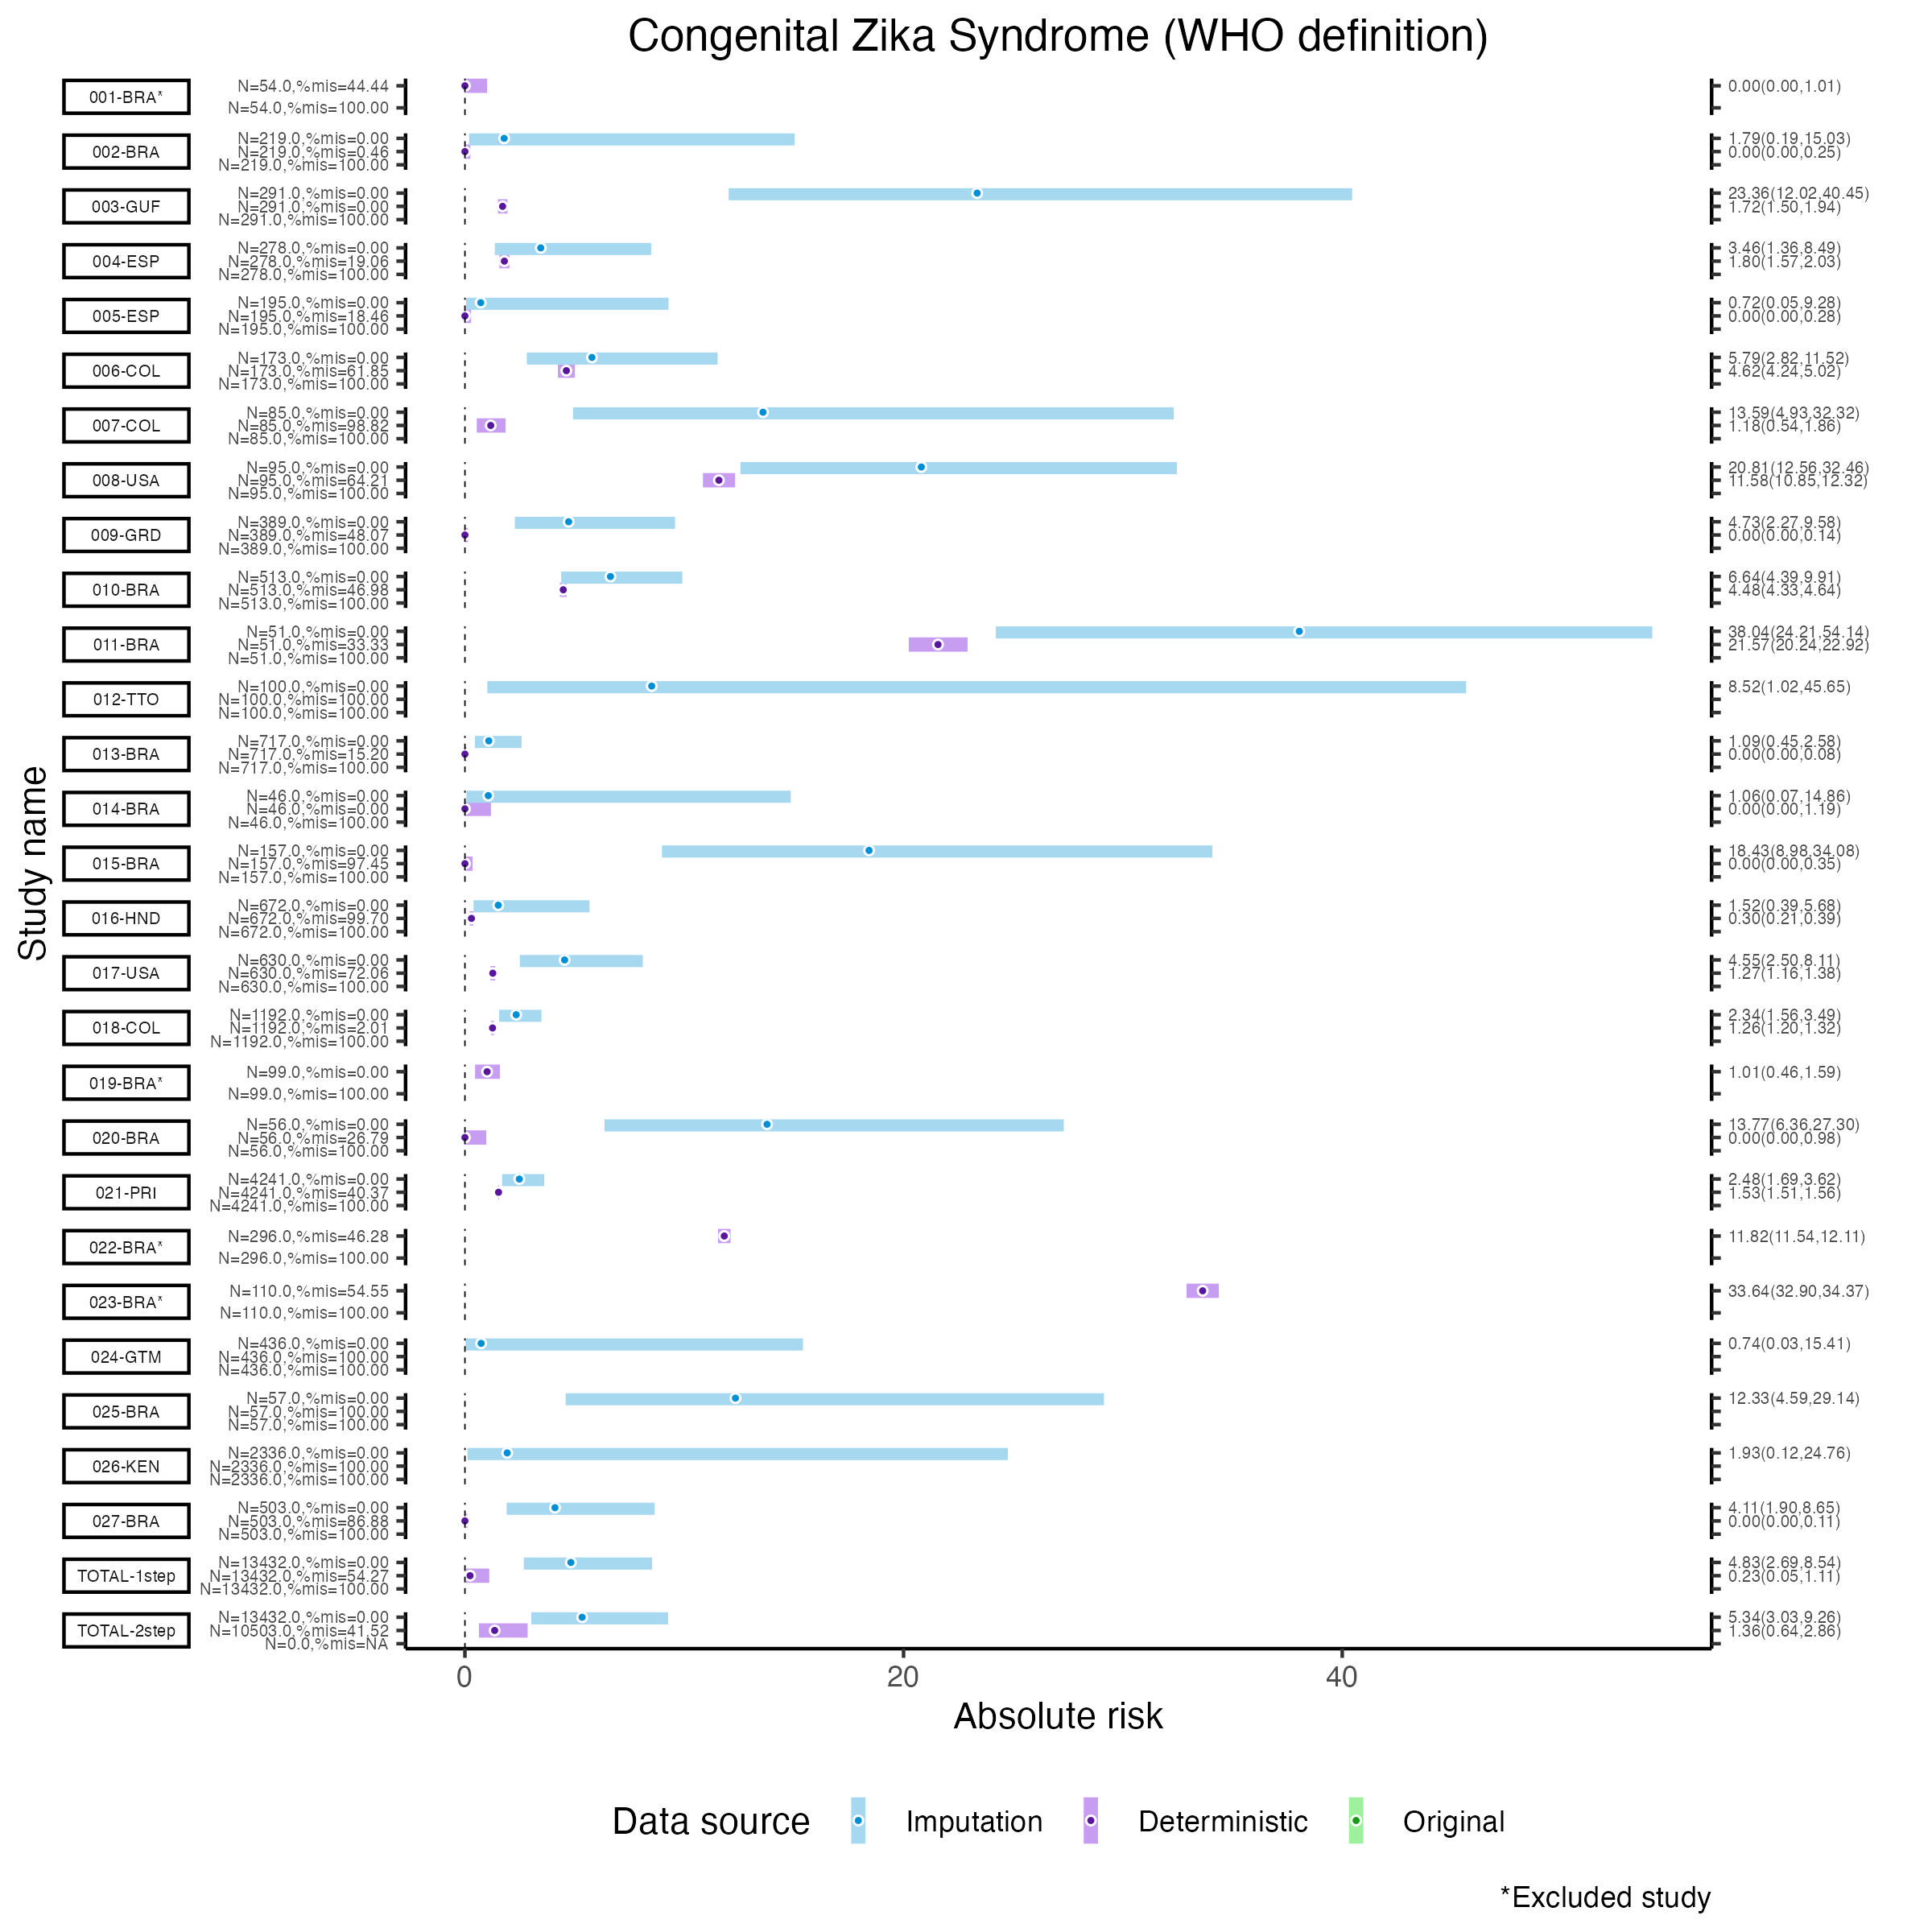 Congenital Zika Syndrome (WHO definition)
Study name
001-BRA*
N=54.0,%mis=44.44
0.00(0.00,1.01)
N=54.0,%mis=100.00
002-BRA
N=219.0,%mis=0.00
1.79(0.19,15.03)
N=219.0,%mis=0.46
0.00(0.00,0.25)
N=219.0,%mis=100.00
003-GUF
N=291.0,%mis=0.00
23.36(12.02,40.45)
N=291.0,%mis=0.00
1.72(1.50,1.94)
N=291.0,%mis=100.00
004-ESP
N=278.0,%mis=0.00
3.46(1.36,8.49)
N=278.0,%mis=19.06
1.80(1.57,2.03)
N=278.0,%mis=100.00
005-ESP
N=195.0,%mis=0.00
0.72(0.05,9.28)
N=195.0,%mis=18.46
0.00(0.00,0.28)
N=195.0,%mis=100.00
006-COL
N=173.0,%mis=0.00
5.79(2.82,11.52)
N=173.0,%mis=61.85
4.62(4.24,5.02)
N=173.0,%mis=100.00
007-COL
N=85.0,%mis=0.00
13.59(4.93,32.32)
N=85.0,%mis=98.82
1.18(0.54,1.86)
N=85.0,%mis=100.00
008-USA
N=95.0,%mis=0.00
20.81(12.56,32.46)
N=95.0,%mis=64.21
11.58(10.85,12.32)
N=95.0,%mis=100.00
009-GRD
N=389.0,%mis=0.00
4.73(2.27,9.58)
N=389.0,%mis=48.07
0.00(0.00,0.14)
N=389.0,%mis=100.00
010-BRA
N=513.0,%mis=0.00
6.64(4.39,9.91)
N=513.0,%mis=46.98
4.48(4.33,4.64)
N=513.0,%mis=100.00
011-BRA
N=51.0,%mis=0.00
38.04(24.21,54.14)
N=51.0,%mis=33.33
21.57(20.24,22.92)
N=51.0,%mis=100.00
012-TTO
N=100.0,%mis=0.00
8.52(1.02,45.65)
N=100.0,%mis=100.00
N=100.0,%mis=100.00
013-BRA
N=717.0,%mis=0.00
1.09(0.45,2.58)
N=717.0,%mis=15.20
0.00(0.00,0.08)
N=717.0,%mis=100.00
014-BRA
N=46.0,%mis=0.00
1.06(0.07,14.86)
N=46.0,%mis=0.00
0.00(0.00,1.19)
N=46.0,%mis=100.00
015-BRA
N=157.0,%mis=0.00
18.43(8.98,34.08)
N=157.0,%mis=97.45
0.00(0.00,0.35)
N=157.0,%mis=100.00
016-HND
N=672.0,%mis=0.00
1.52(0.39,5.68)
N=672.0,%mis=99.70
0.30(0.21,0.39)
N=672.0,%mis=100.00
017-USA
N=630.0,%mis=0.00
4.55(2.50,8.11)
N=630.0,%mis=72.06
1.27(1.16,1.38)
N=630.0,%mis=100.00
018-COL
N=1192.0,%mis=0.00
2.34(1.56,3.49)
N=1192.0,%mis=2.01
1.26(1.20,1.32)
N=1192.0,%mis=100.00
019-BRA*
N=99.0,%mis=0.00
1.01(0.46,1.59)
N=99.0,%mis=100.00
020-BRA
N=56.0,%mis=0.00
13.77(6.36,27.30)
N=56.0,%mis=26.79
0.00(0.00,0.98)
N=56.0,%mis=100.00
021-PRI
N=4241.0,%mis=0.00
2.48(1.69,3.62)
N=4241.0,%mis=40.37
1.53(1.51,1.56)
N=4241.0,%mis=100.00
022-BRA*
N=296.0,%mis=46.28
11.82(11.54,12.11)
N=296.0,%mis=100.00
023-BRA*
N=110.0,%mis=54.55
33.64(32.90,34.37)
N=110.0,%mis=100.00
024-GTM
N=436.0,%mis=0.00
0.74(0.03,15.41)
N=436.0,%mis=100.00
N=436.0,%mis=100.00
025-BRA
N=57.0,%mis=0.00
12.33(4.59,29.14)
N=57.0,%mis=100.00
N=57.0,%mis=100.00
026-KEN
N=2336.0,%mis=0.00
1.93(0.12,24.76)
N=2336.0,%mis=100.00
N=2336.0,%mis=100.00
027-BRA
N=503.0,%mis=0.00
4.11(1.90,8.65)
N=503.0,%mis=86.88
0.00(0.00,0.11)
N=503.0,%mis=100.00
TOTAL-1step
N=13432.0,%mis=0.00
4.83(2.69,8.54)
N=13432.0,%mis=54.27
0.23(0.05,1.11)
N=13432.0,%mis=100.00
TOTAL-2step
N=13432.0,%mis=0.00
5.34(3.03,9.26)
N=10503.0,%mis=41.52
1.36(0.64,2.86)
N=0.0,%mis=NA
0 20 40
Absolute risk
Data source Imputation Deterministic Original
*Excluded study